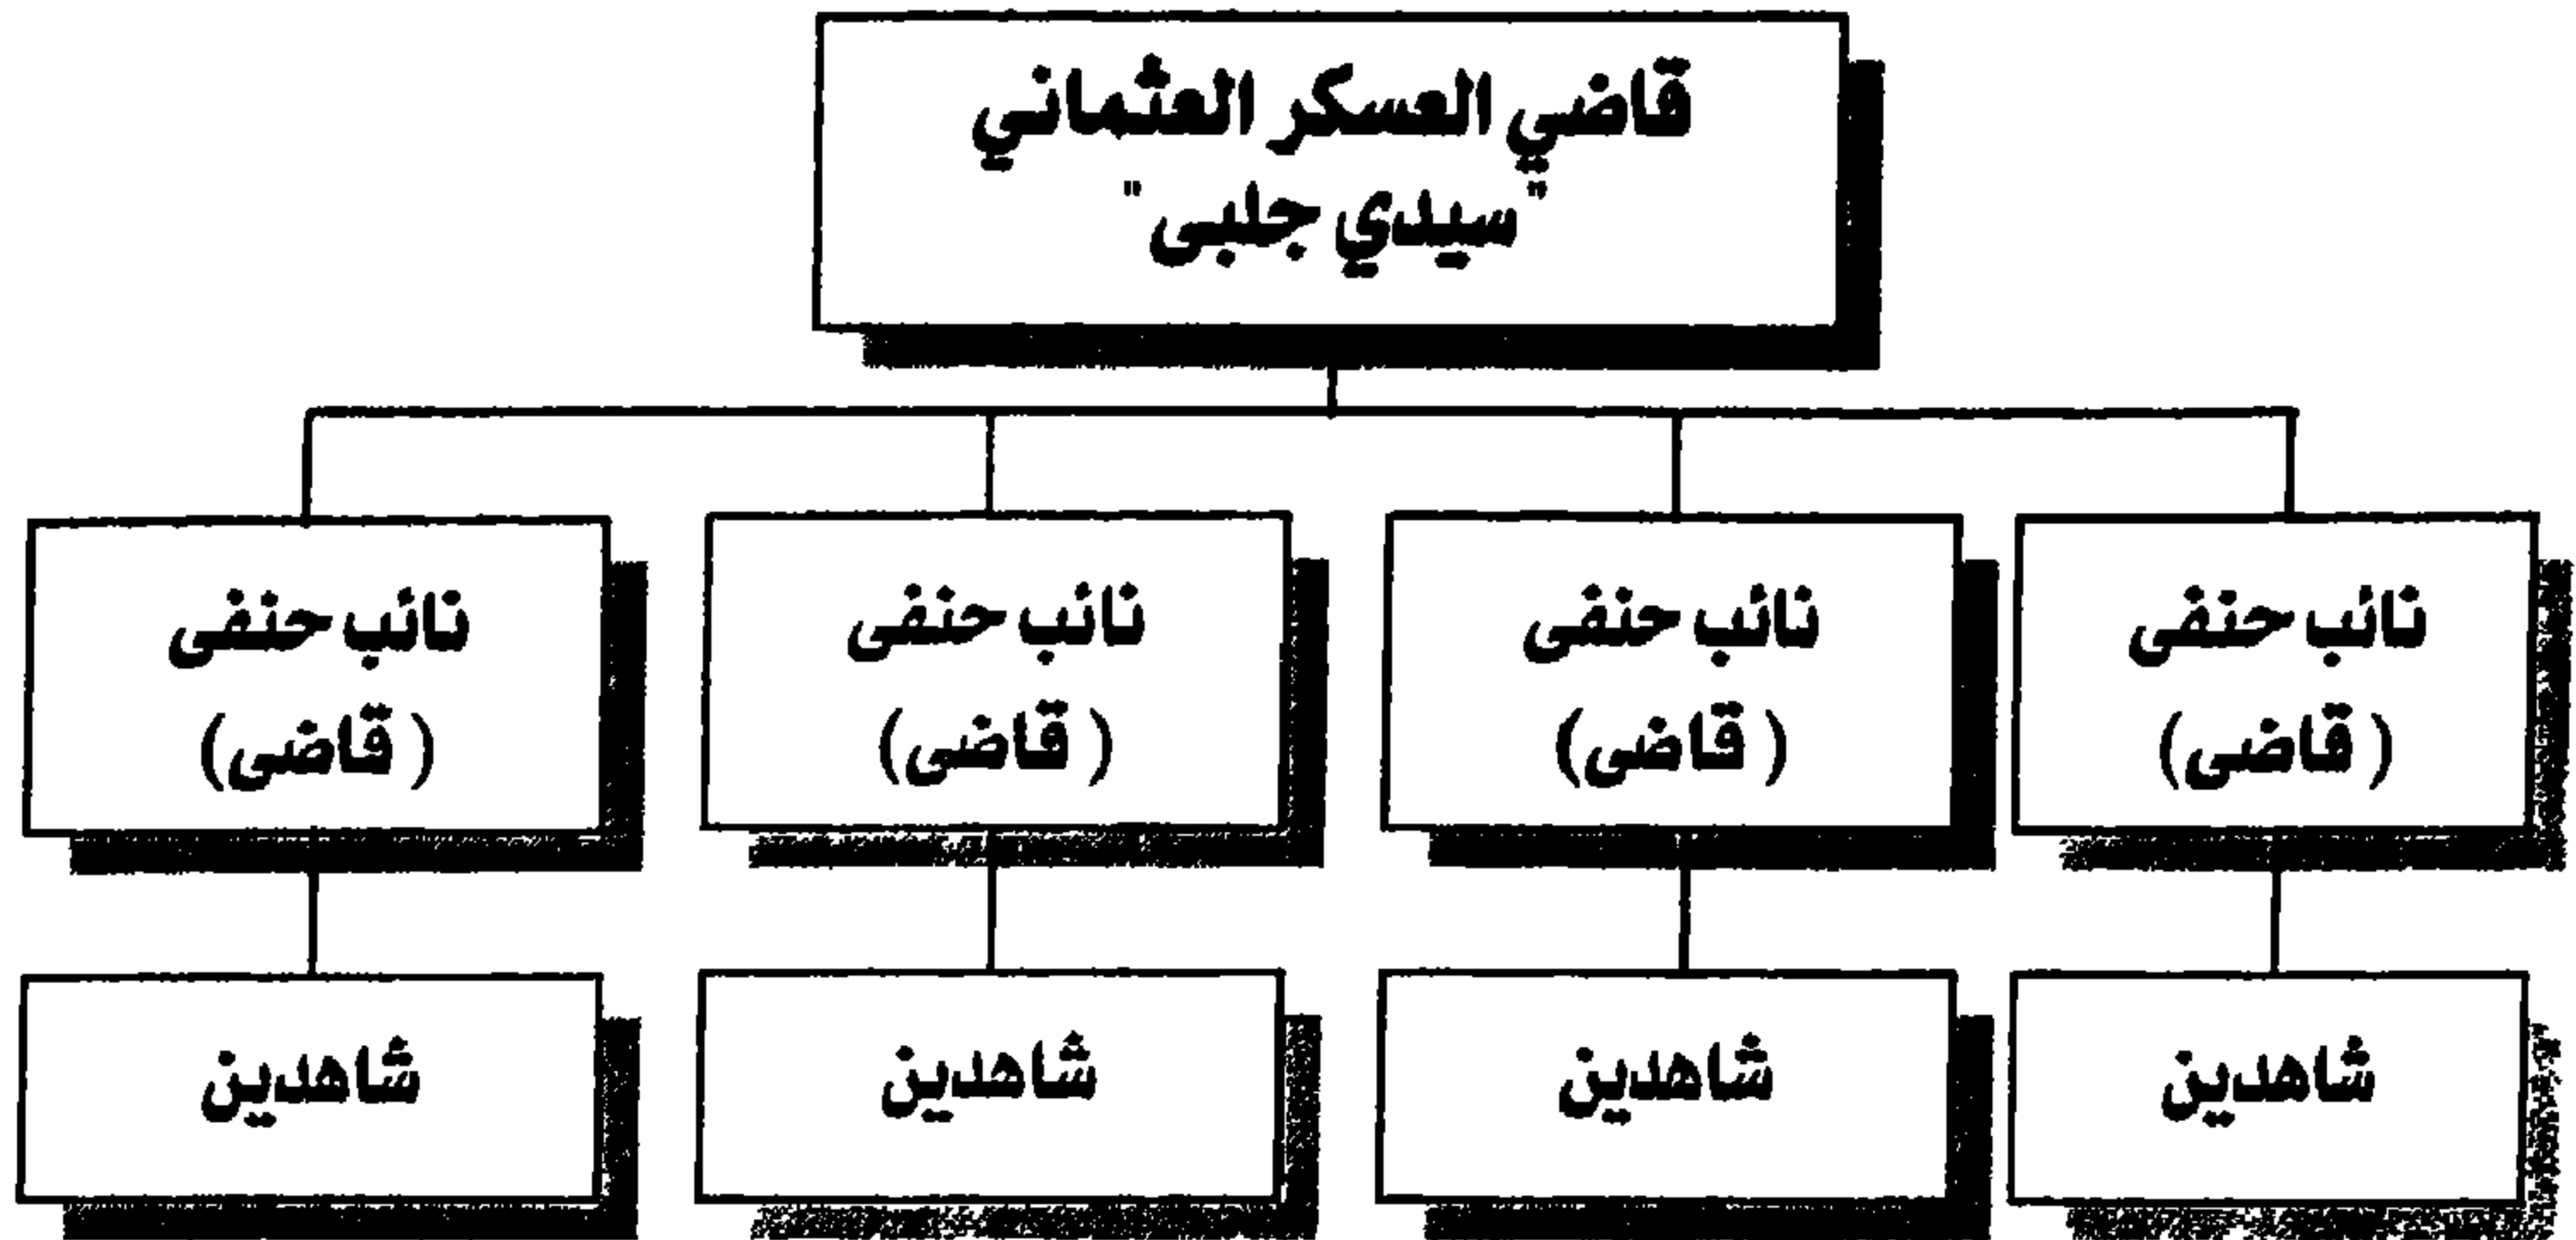 قاضي العسكر العثماني
"سيدي جلبى"
نائب حنفى
(قاضى)
نائب حنفى
(قاضى)
نائب حنفى
(قاضى)
نائب حنفى
(قاضى)
شاهدين
شاهدين
شاهدين
شاهدين